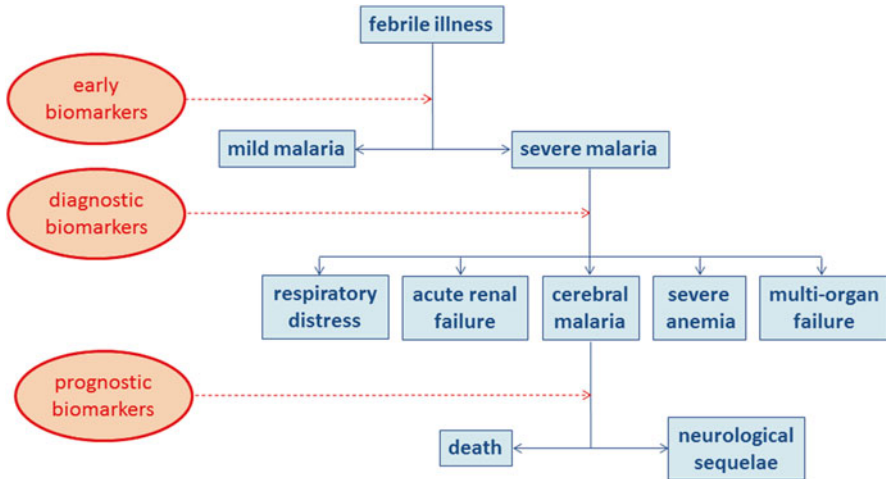 febrile illness
early
biomarkers
mild malaria
severe malaria
diagnostic
biomarkers
respiratory
distress
acute renal
failure
cerebral
malaria
severe
anemia
multi-organ
failure
prognostic
biomarkers
death
neurological
sequelae